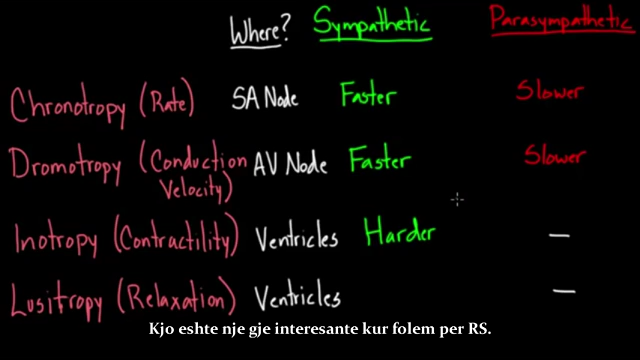 Where? Sympathetic Parasympathetic
Chronotropy (Rate) SA Node Faster Slower
Dromotropy (Conduction Velocity) AV Node Faster Slower
Inotropy (Contractility) Ventricles Harder —
Lusitropy (Relaxation) Ventricles —
Kjo eshte nje gje interesante kur folem per RS.